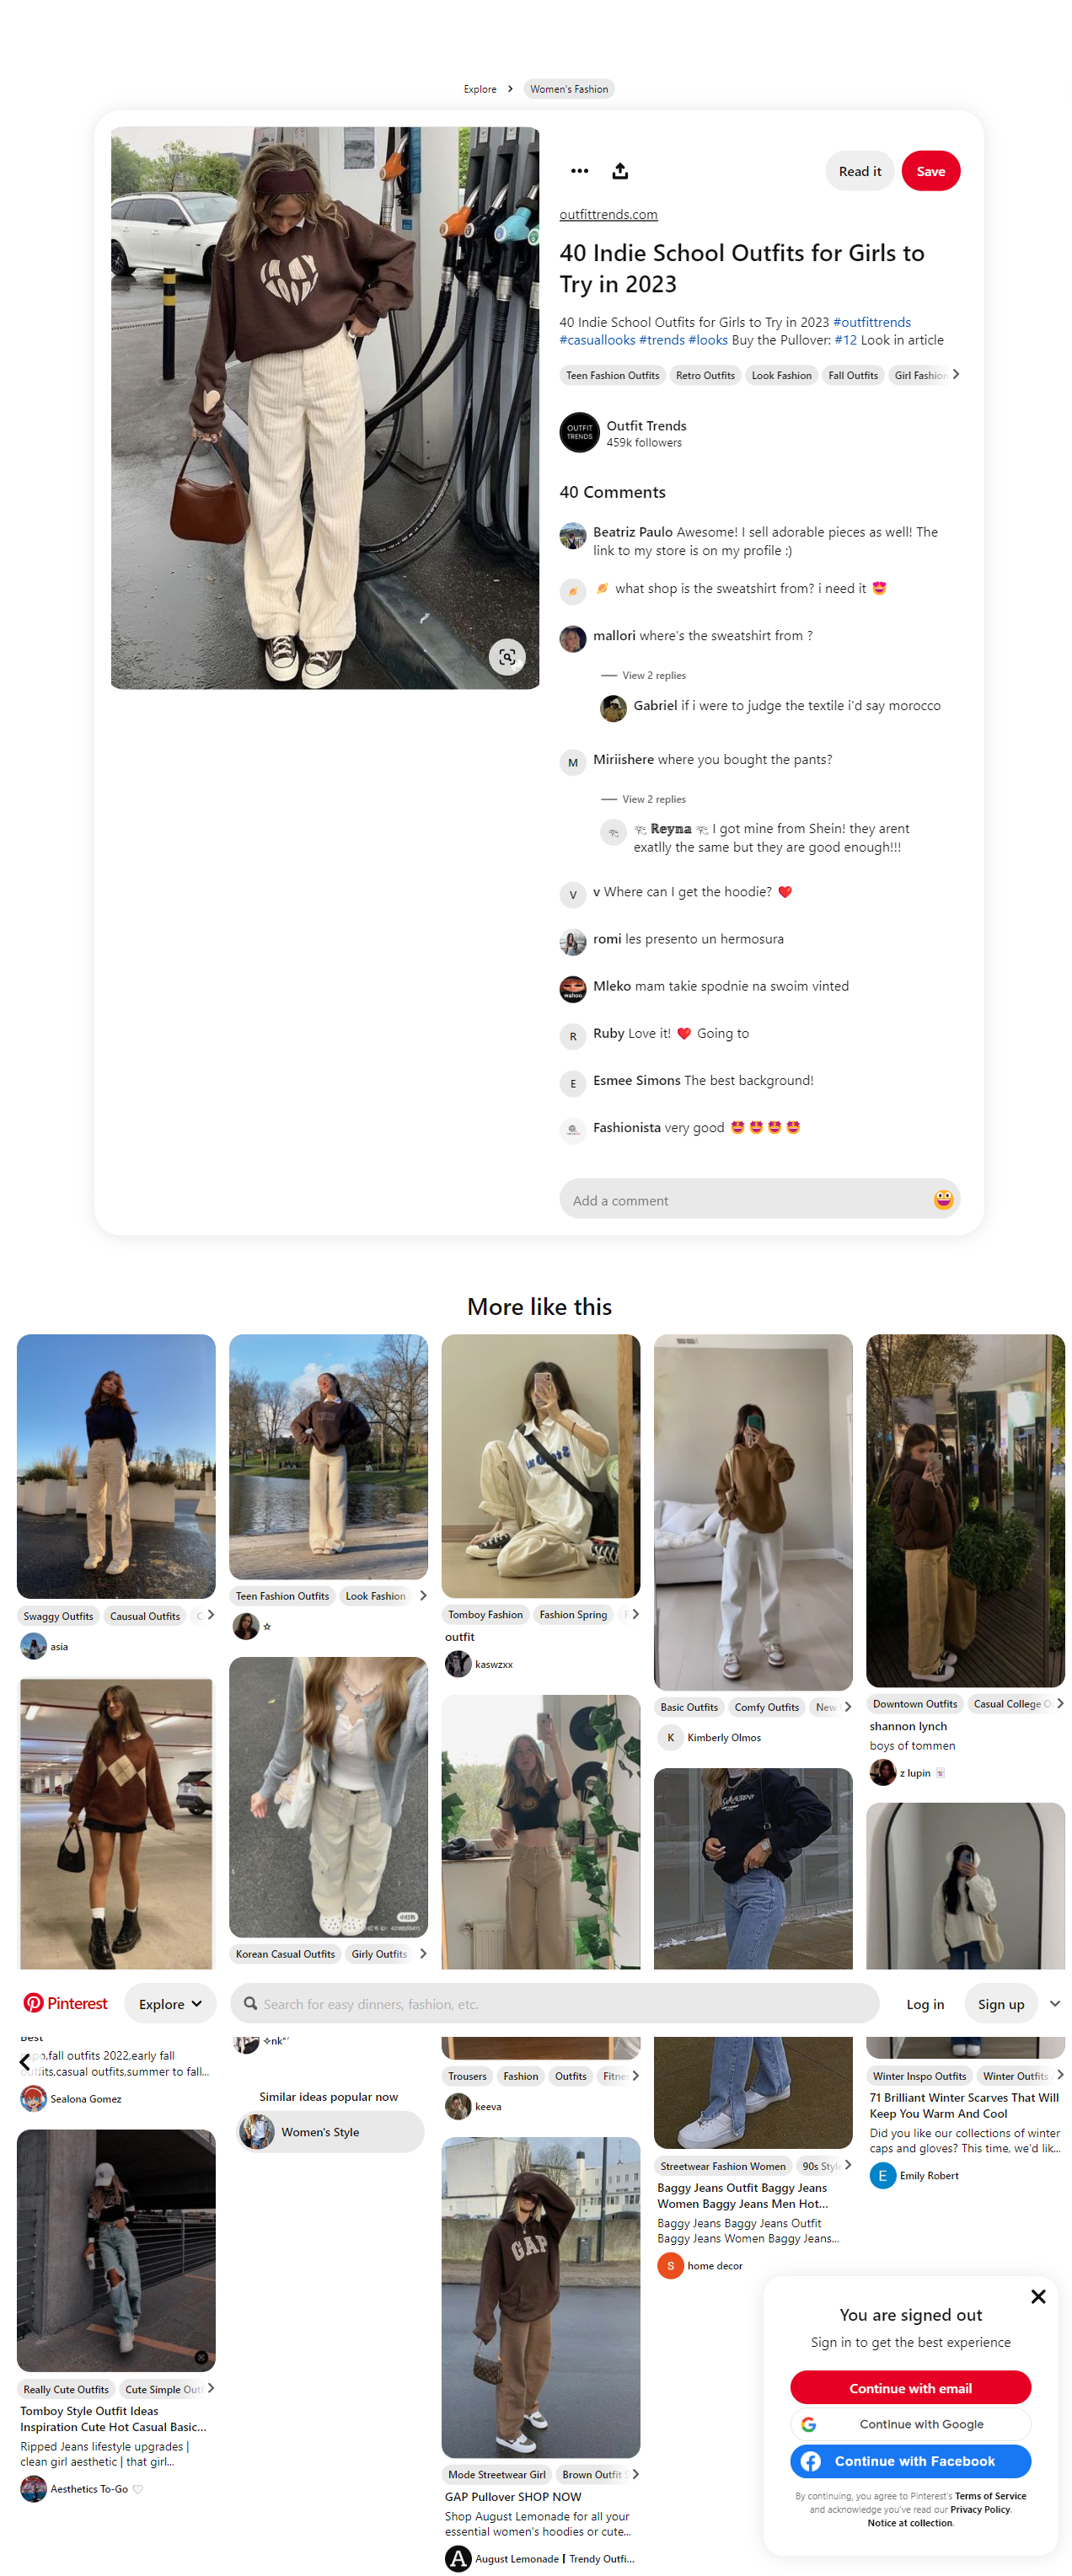 Explore
Women's Fashion
Read it
Save
outfittrends.com
40 Indie School Outfits for Girls to
Try in 2023
40 Indie School Outfits for Girls to Try in 2023 #outfittrends
#casuallooks #trends #looks Buy the Pullover: #12 Look in article
Teen Fashion Outfits
Retro Outfits
Look Fashion
Fall Outfits
Girl Fashion
OUTFIT
TRENDS
Outfit Trends
459k followers
40 Comments
Beatriz Paulo Awesome! I sell adorable pieces as well! The
link to my store is on my profile :)
what shop is the sweatshirt from? i need it 🤩
mallori where's the sweatshirt from ?
View 2 replies
Gabriel if i were to judge the textile i'd say morocco
M
Miriishere where you bought the pants?
View 2 replies
Reyna I got mine from Shein! they arent
exatlly the same but they are good enough!!!
V
v Where can I get the hoodie? ❤️
romi les presento un hermosura
wahoo
Mleko mam takie spodnie na swoim vinted
R
Ruby Love it! ❤️ Going to
E
Esmee Simons The best background!
Fashionista very good 🤩🤩🤩🤩
Add a comment
More like this
Swaggy Outfits
Causual Outfits
C
asia
Teen Fashion Outfits
Look Fashion
☆
Tomboy Fashion
Fashion Spring
F
outfit
kaswzxx
Basic Outfits
Comfy Outfits
New
K
Kimberly Olmos
Downtown Outfits
Casual College O
shannon lynch
boys of tommen
z lupin
Korean Casual Outfits
Girly Outfits
Pinterest
Explore
Search for easy dinners, fashion, etc.
Log in
Sign up
Best
fall outfits 2022,early fall
outfits,casual outfits,summer to fall...
Sealona Gomez
Similar ideas popular now
Women's Style
Trousers
Fashion
Outfits
Fitne
keeva
Streetwear Fashion Women
90s Style
Baggy Jeans Outfit Baggy Jeans
Women Baggy Jeans Men Hot...
Baggy Jeans Baggy Jeans Outfit
Baggy Jeans Women Baggy Jeans...
S
home decor
Winter Inspo Outfits
Winter Outfits
71 Brilliant Winter Scarves That Will
Keep You Warm And Cool
Did you like our collections of winter
caps and gloves? This time, we'd lik...
E
Emily Robert
Really Cute Outfits
Cute Simple Out
Tomboy Style Outfit Ideas
Inspiration Cute Hot Casual Basic...
Ripped Jeans lifestyle upgrades |
clean girl aesthetic | that girl...
Aesthetics To-Go ♡
GAP
Mode Streetwear Girl
Brown Outfit S
GAP Pullover SHOP NOW
Shop August Lemonade for all your
essential women's hoodies or cute...
A
August Lemonade ⁅ Trendy Outfi...
You are signed out
Sign in to get the best experience
Continue with email
Continue with Google
Continue with Facebook
By continuing, you agree to Pinterest's Terms of Service
and acknowledge you've read our Privacy Policy.
Notice at collection.